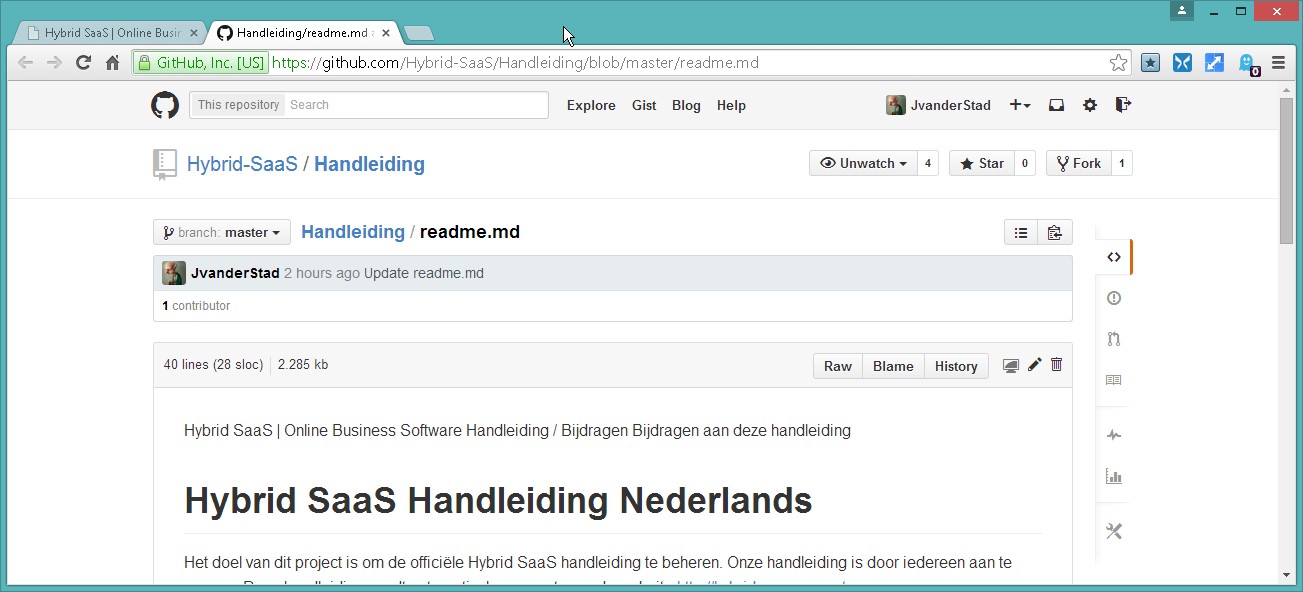 Hybrid SaaS | Online Busir
Handleiding/readme.md
GitHub, Inc. [US] https://github.com/Hybrid-SaaS/Handleiding/blob/master/readme.md
0
This repository Search Explore Gist Blog Help JvanderStad
Hybrid-SaaS / Handleiding Unwatch 4 Star 0 Fork 1
branch: master Handleiding / readme.md
JvanderStad 2 hours ago Update readme.md
1 contributor
40 lines (28 sloc) 2.285 kb Raw Blame History
Hybrid SaaS | Online Business Software Handleiding / Bijdragen Bijdragen aan deze handleiding
Hybrid SaaS Handleiding Nederlands
Het doel van dit project is om de officiële Hybrid SaaS handleiding te beheren. Onze handleiding is door iedereen aan te